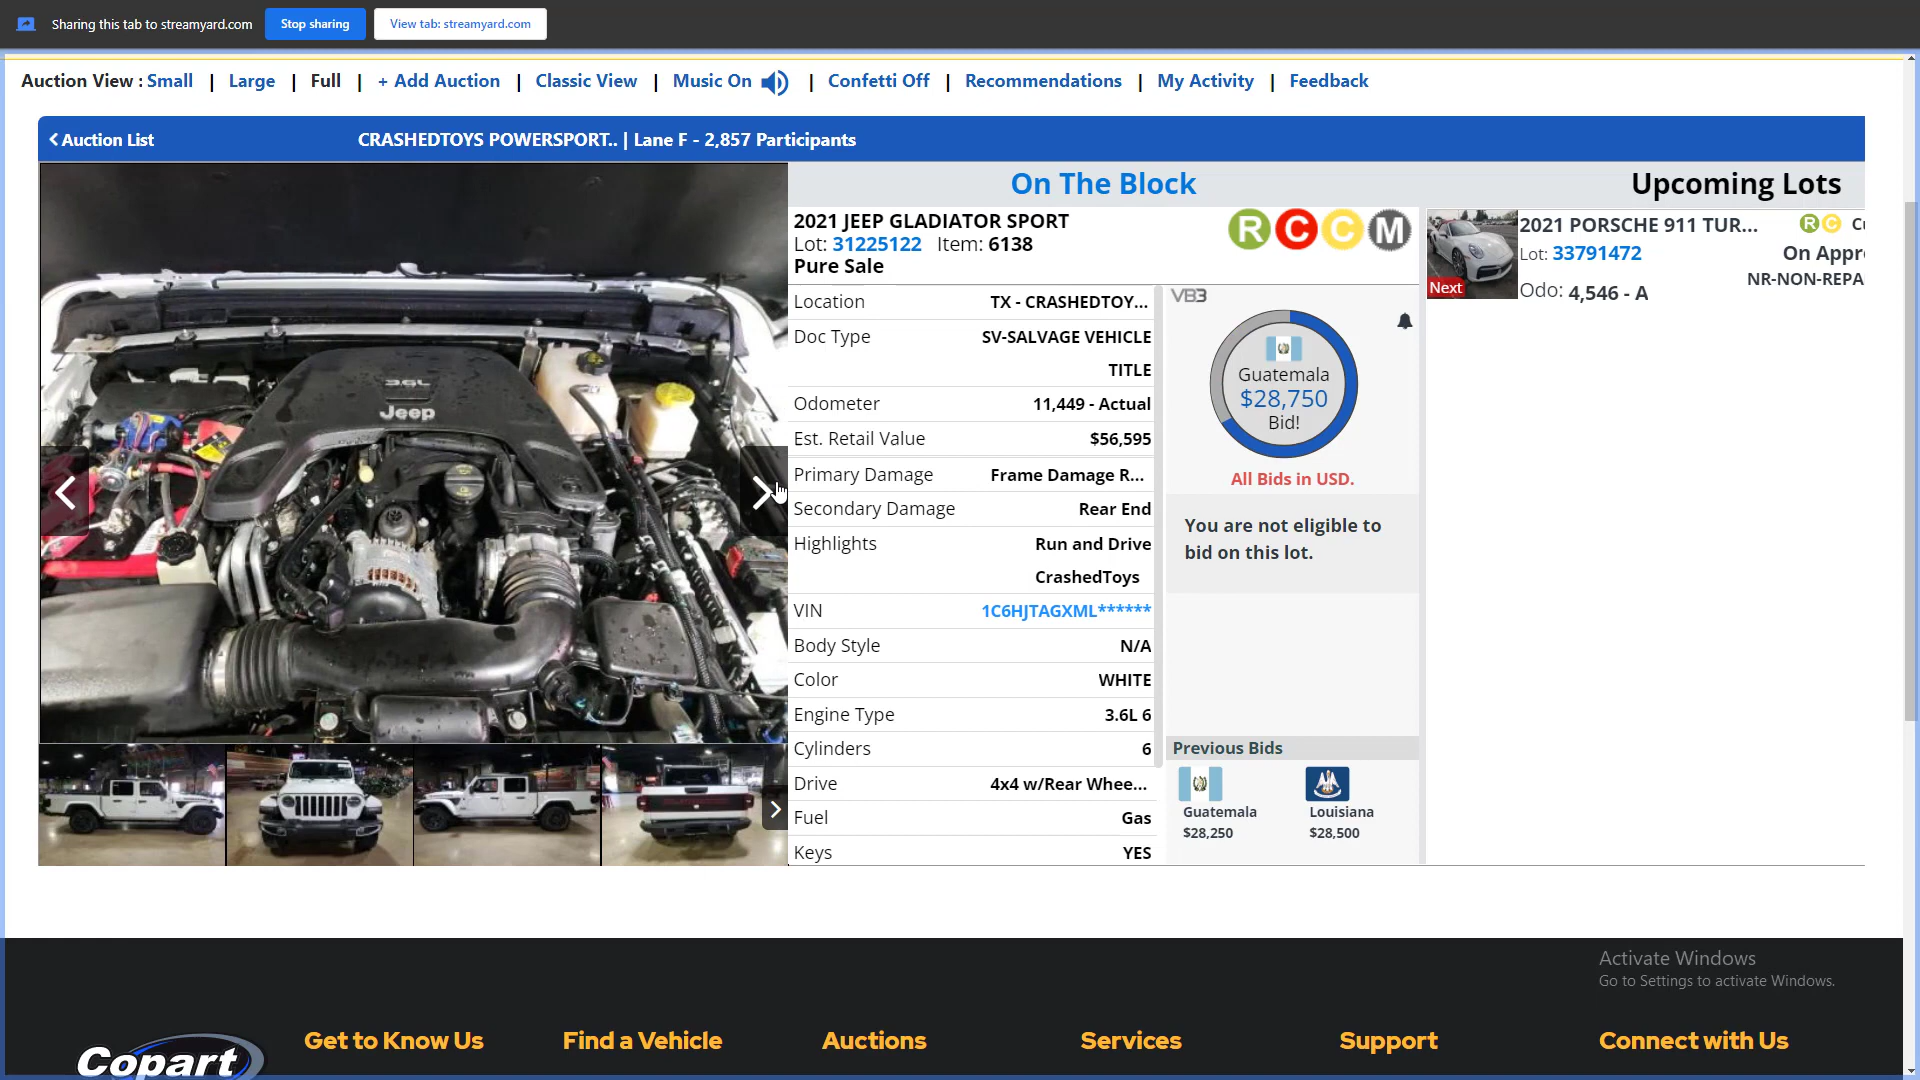 Sharing this tab to streamyard.com
Stop sharing
View tab: streamyard.com
Auction View : Small | Large | Full | + Add Auction | Classic View | Music On | Confetti Off | Recommendations | My Activity | Feedback
Auction List
CRASHEDTOYS POWERSPORT.. | Lane F - 2,857 Participants
On The Block
Upcoming Lots
2021 JEEP GLADIATOR SPORT
Lot: 31225122 Item: 6138
Pure Sale
R C C M
Location TX - CRASHEDTOY...
Doc Type SV-SALVAGE VEHICLE
TITLE
Odometer 11,449 - Actual
Est. Retail Value $56,595
Primary Damage Frame Damage R...
Secondary Damage Rear End
Highlights Run and Drive
CrashedToys
VIN 1C6HJTAGXML******
Body Style N/A
Color WHITE
Engine Type 3.6L 6
Cylinders 6
Drive 4x4 w/Rear Whee...
Fuel Gas
Keys YES
VB3
Guatemala
$28,750
Bid!
All Bids in USD.
You are not eligible to
bid on this lot.
Previous Bids
Guatemala
$28,250
Louisiana
$28,500
2021 PORSCHE 911 TUR...
R C
Lot: 33791472
On Appr
NR-NON-REPA
Next
Odo: 4,546 - A
3.6L
Jeep
Activate Windows
Go to Settings to activate Windows.
Copart
Get to Know Us
Find a Vehicle
Auctions
Services
Support
Connect with Us